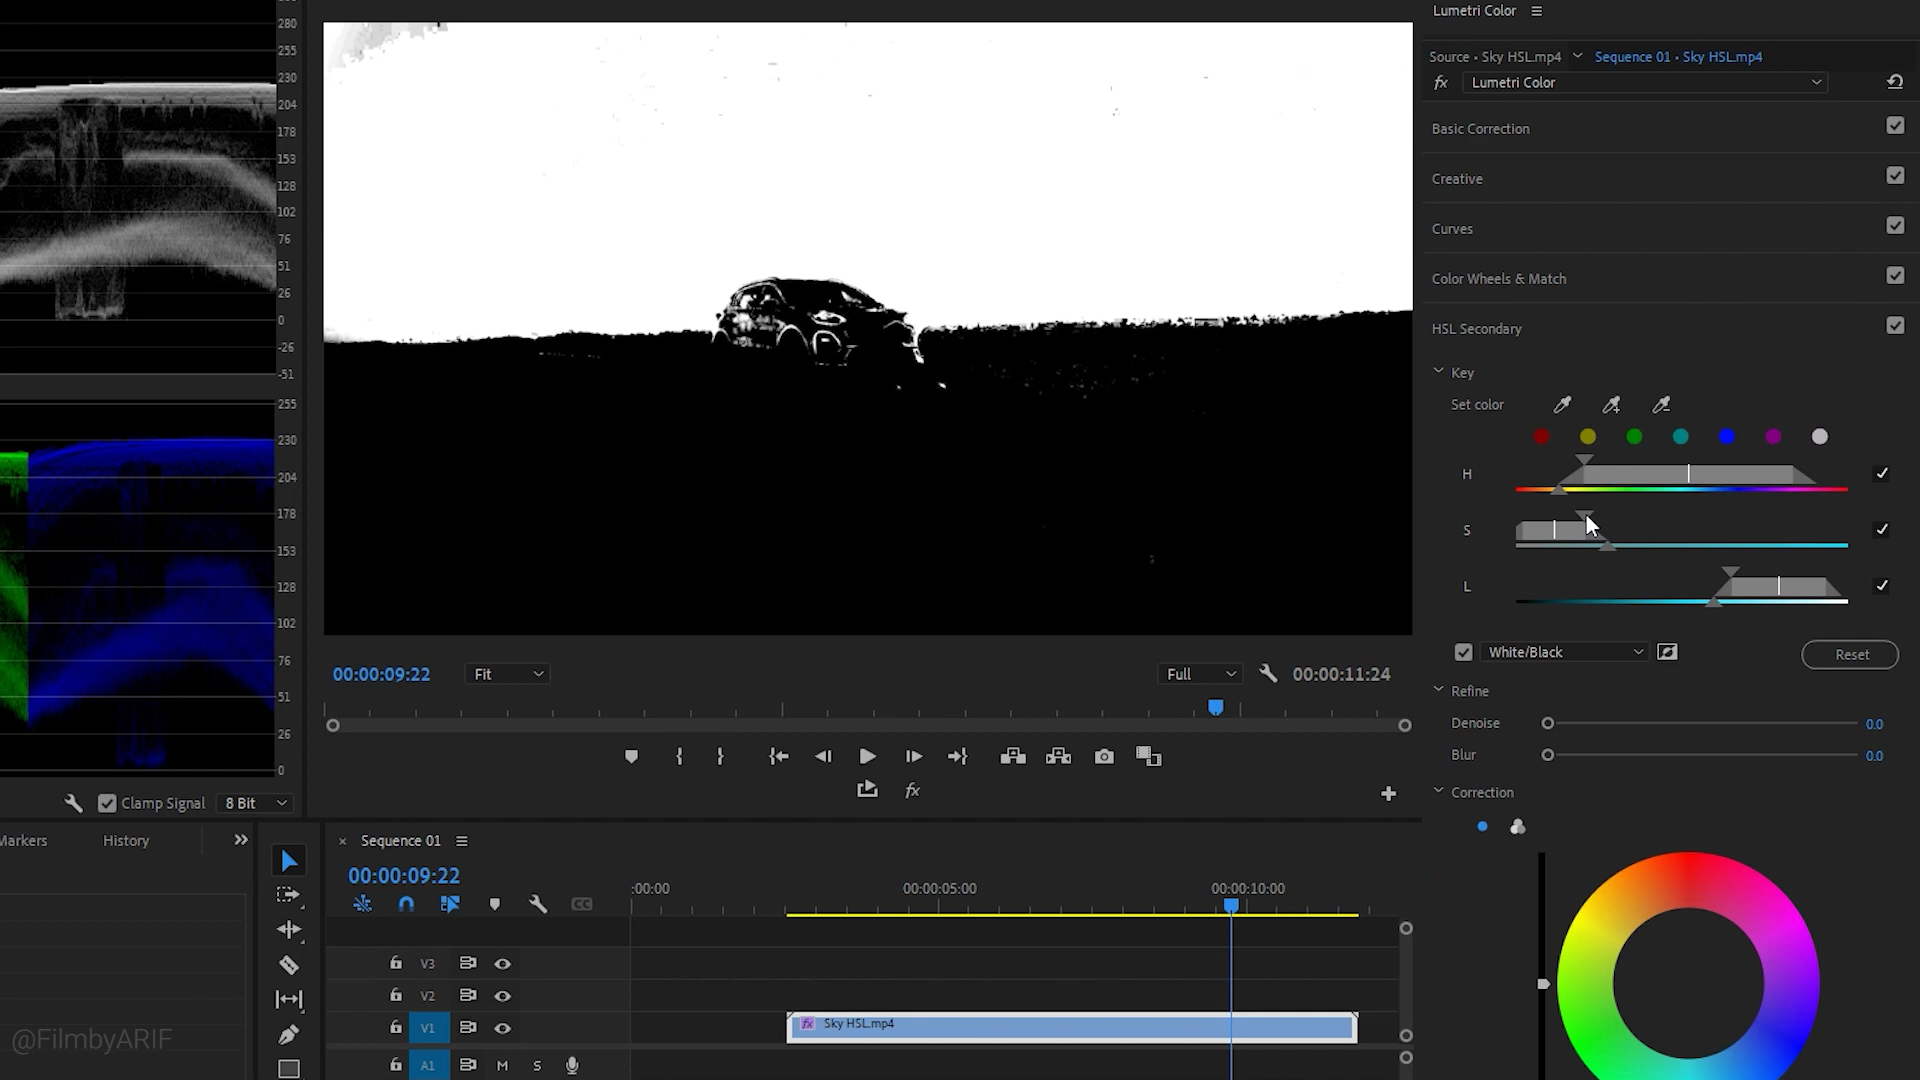 Lumetri Color
Source • Sky HSL.mp4
Sequence 01 • Sky HSL.mp4
fx Lumetri Color
Basic Correction
Creative
Curves
Color Wheels & Match
HSL Secondary
Key
Set color
H
S
L
White/Black
Reset
Refine
Denoise 0.0
Blur 0.0
Correction
280
255
230
204
178
153
128
102
76
51
26
0
-26
-51
255
230
204
178
153
128
102
76
51
26
0
Clamp Signal 8 Bit
00:00:09:22 Fit Full 00:00:11:24
fx
Markers History
Sequence 01
00:00:09:22
:00:00 00:00:05:00 00:00:10:00
CC
V3
V2
V1
fx Sky HSL.mp4
A1 M S
@FilmbyARIF